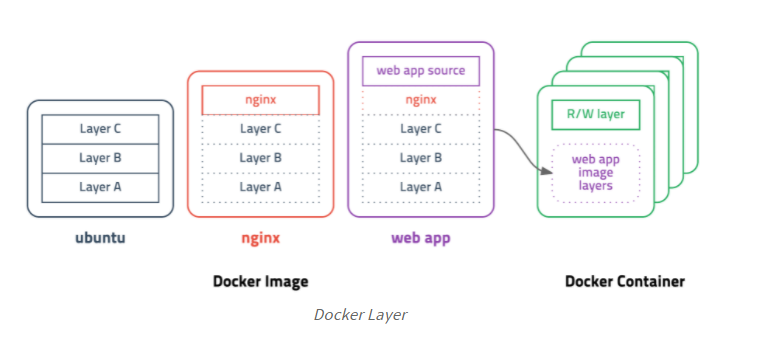 Layer C
Layer B
Layer A
ubuntu
nginx
Layer C
Layer B
Layer A
nginx
web app source
nginx
Layer C
Layer B
Layer A
web app
R/W layer
web app
image
layers
Docker Image
Docker Container
Docker Layer